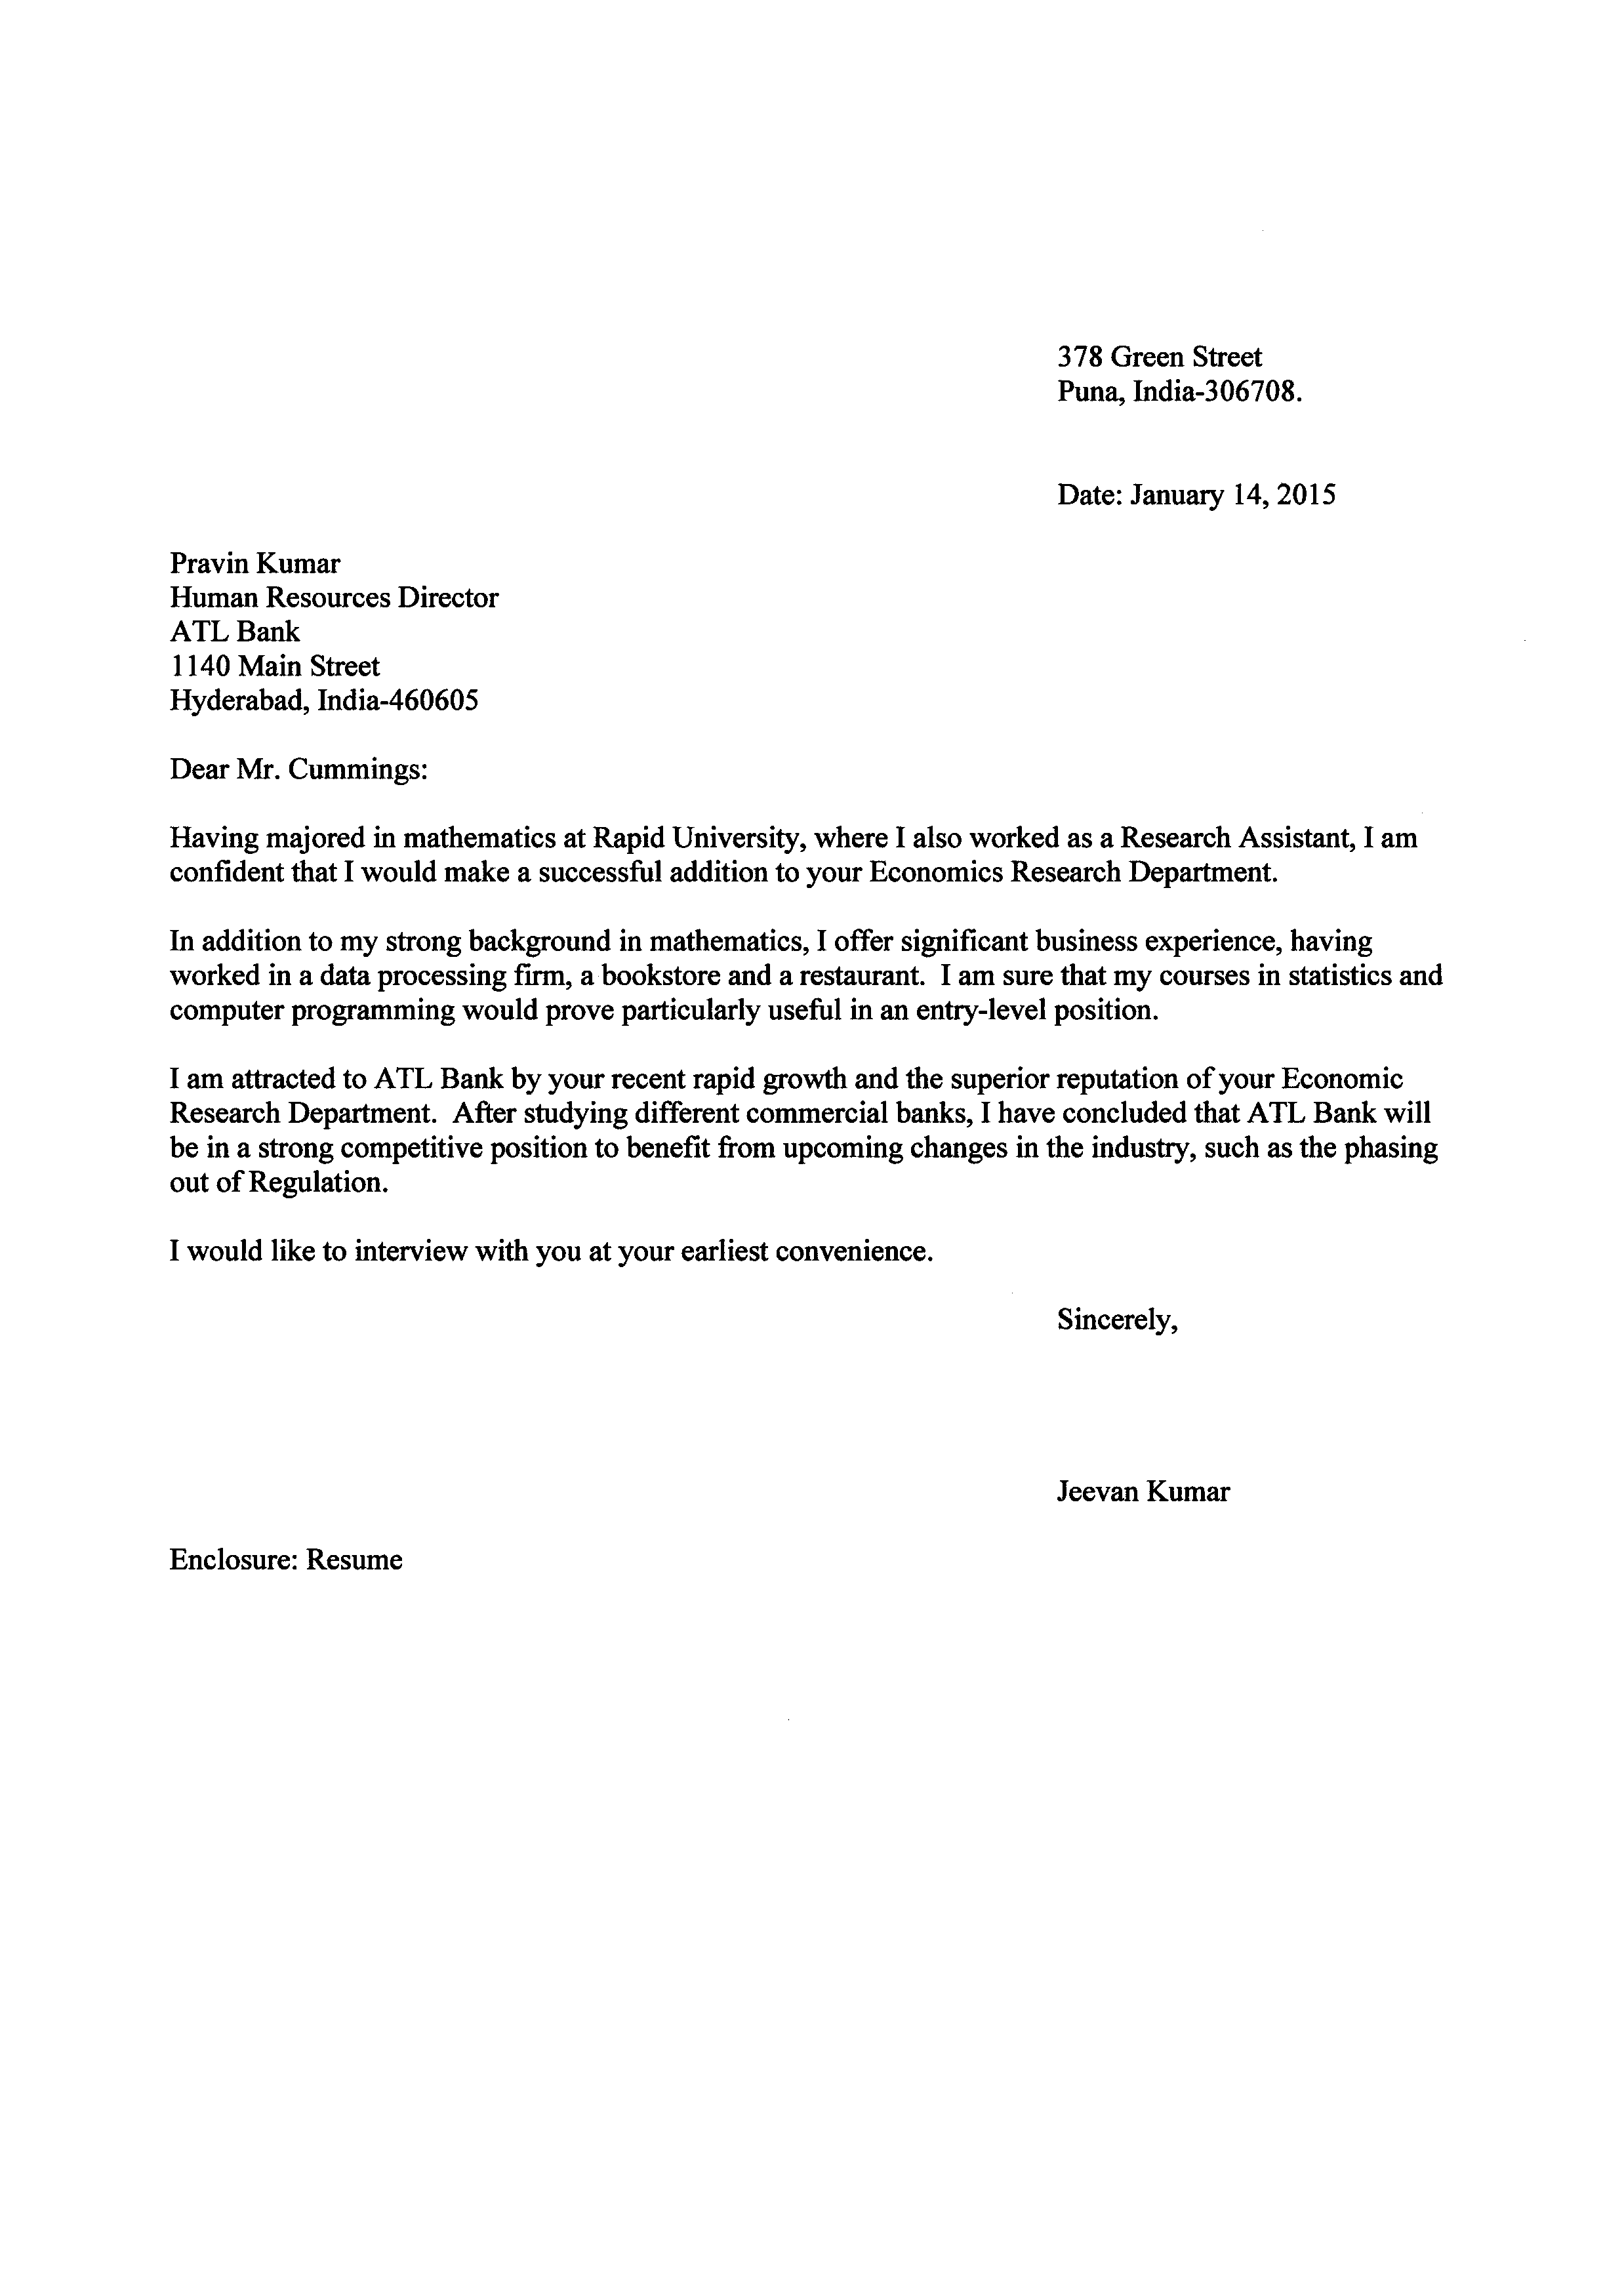 378 Green Street
Puna, India-306708.
Date: January 14, 2015
Pravin Kumar
Human Resources Director
ATL Bank
1140 Main Street
Hyderabad, India-460605
Dear Mr. Cummings:
Having majored in mathematics at Rapid University, where I also worked as a Research Assistant, I am
confident that I would make a successful addition to your Economics Research Department.
In addition to my strong background in mathematics, I offer significant business experience, having
worked in a data processing firm, a bookstore and a restaurant.  I am sure that my courses in statistics and
computer programming would prove particularly useful in an entry-level position.
I am attracted to ATL Bank by your recent rapid growth and the superior reputation of your Economic
Research Department.  After studying different commercial banks, I have concluded that ATL Bank will
be in a strong competitive position to benefit from upcoming changes in the industry, such as the phasing
out of Regulation.
I would like to interview with you at your earliest convenience.
Sincerely,
Jeevan Kumar
Enclosure: Resume